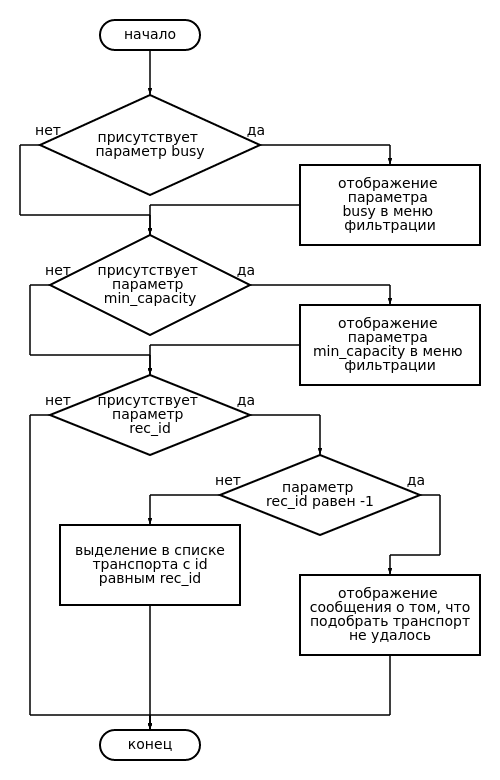 начало
нет
да
присутствует
параметр busy
отображение
параметра
busy в меню
фильтрации
нет
да
присутствует
параметр
min_capacity
отображение
параметра
min_capacity в меню
фильтрации
нет
да
присутствует
параметр
rec_id
нет
да
параметр
rec_id равен -1
выделение в списке
транспорта с id
равным rec_id
отображение
сообщения о том, что
подобрать транспорт
не удалось
конец